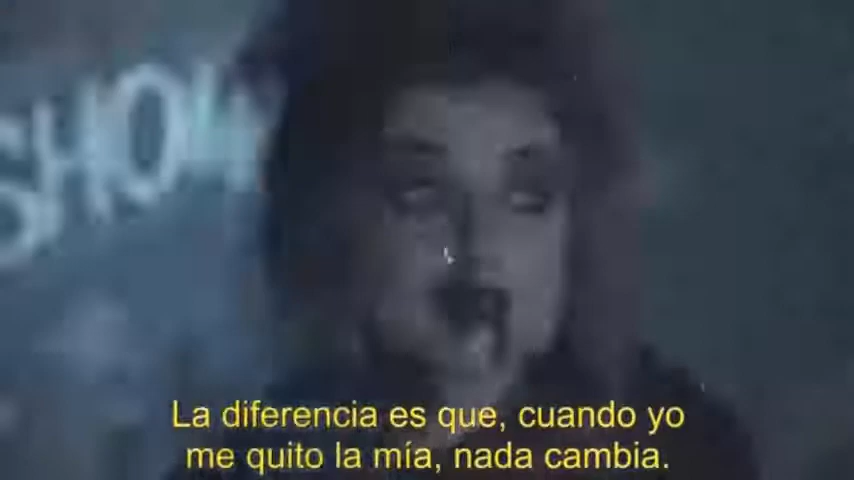 SHOW
La diferencia es que, cuando yo
me quito la mía, nada cambia.